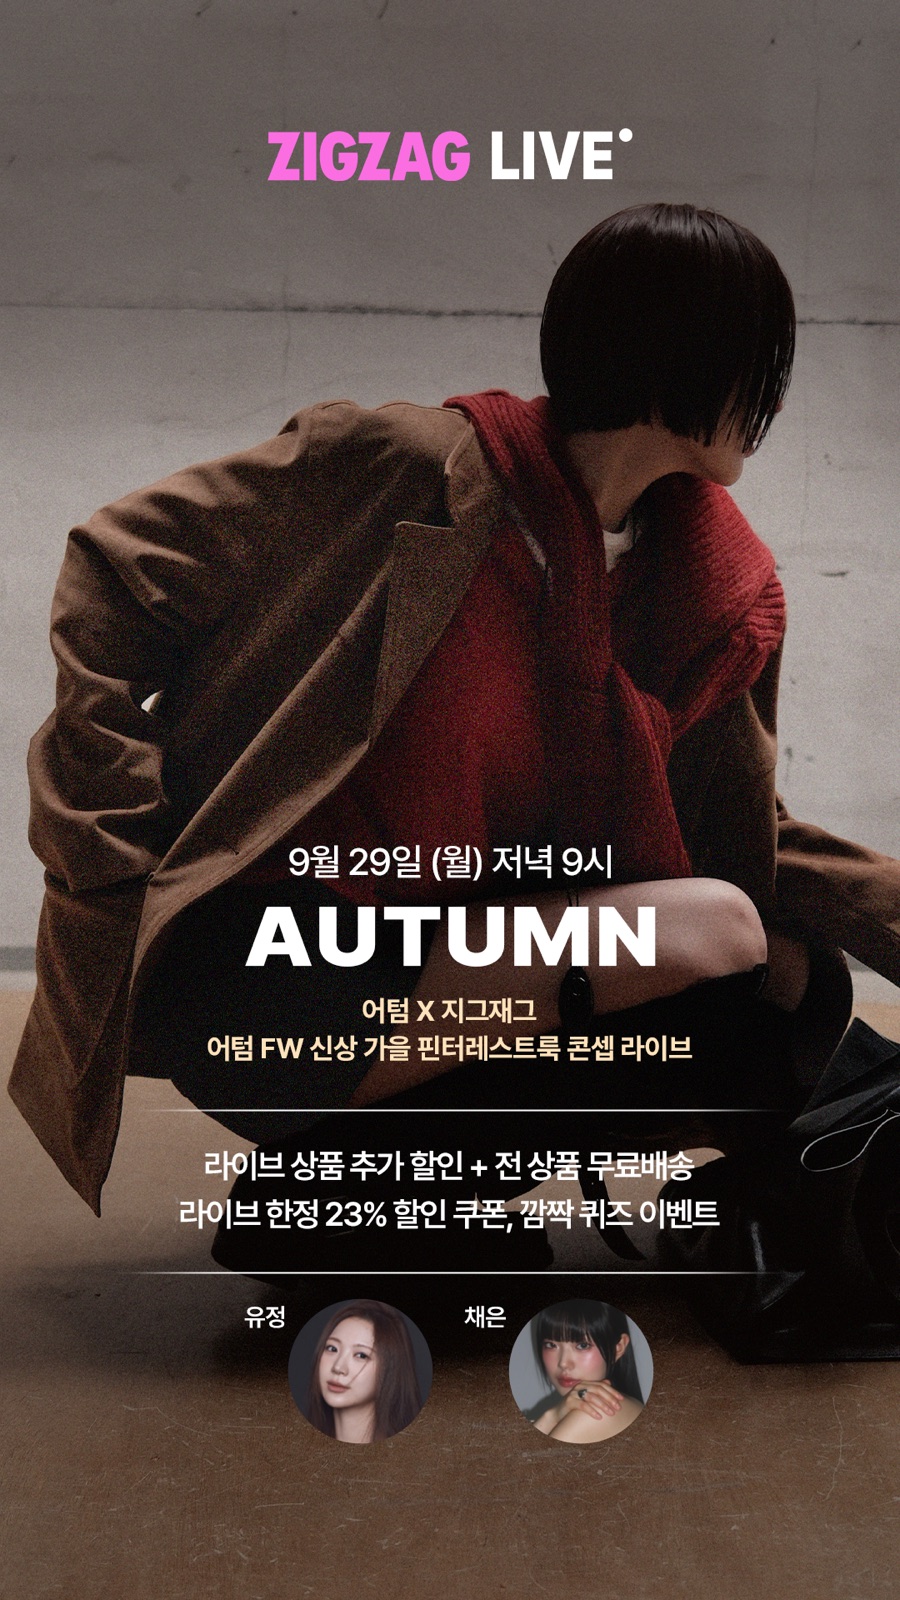 ZIGZAG LIVE
9월 29일 (월) 저녁 9시
AUTUMN
어텀 X 지그재그
어텀 FW 신상 가을 핀터레스트룩 콘셉 라이브
라이브 상품 추가 할인 + 전 상품 무료배송
라이브 한정 23% 할인 쿠폰, 깜짝 퀴즈 이벤트
유정 채은